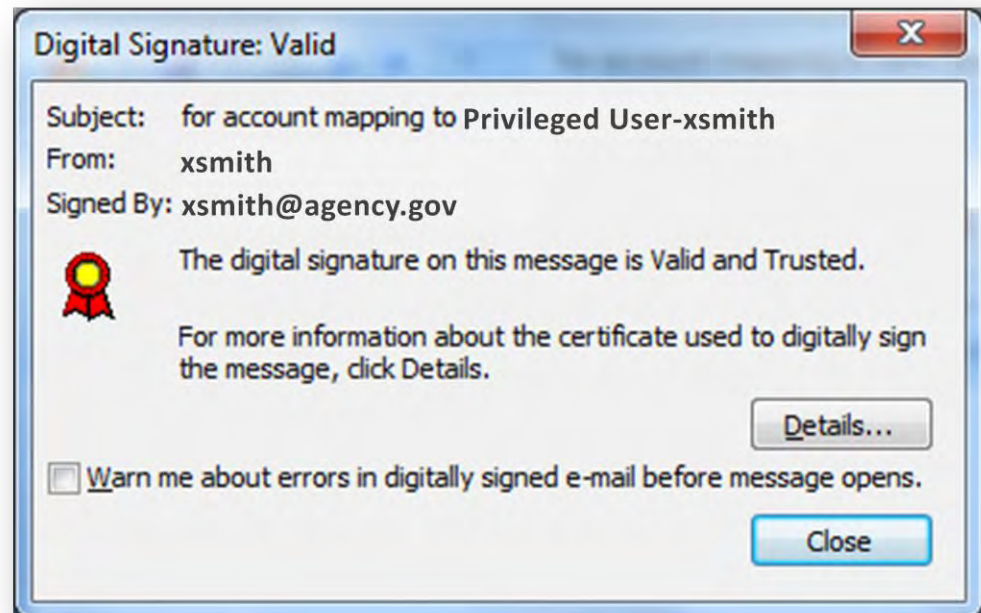 Digital Signature: Valid
Subject: for account mapping to Privileged User-xsmith
From: xsmith
Signed By: xsmith@agency.gov
The digital signature on this message is Valid and Trusted.
For more information about the certificate used to digitally sign
the message, click Details.
Details...
Warn me about errors in digitally signed e-mail before message opens.
Close